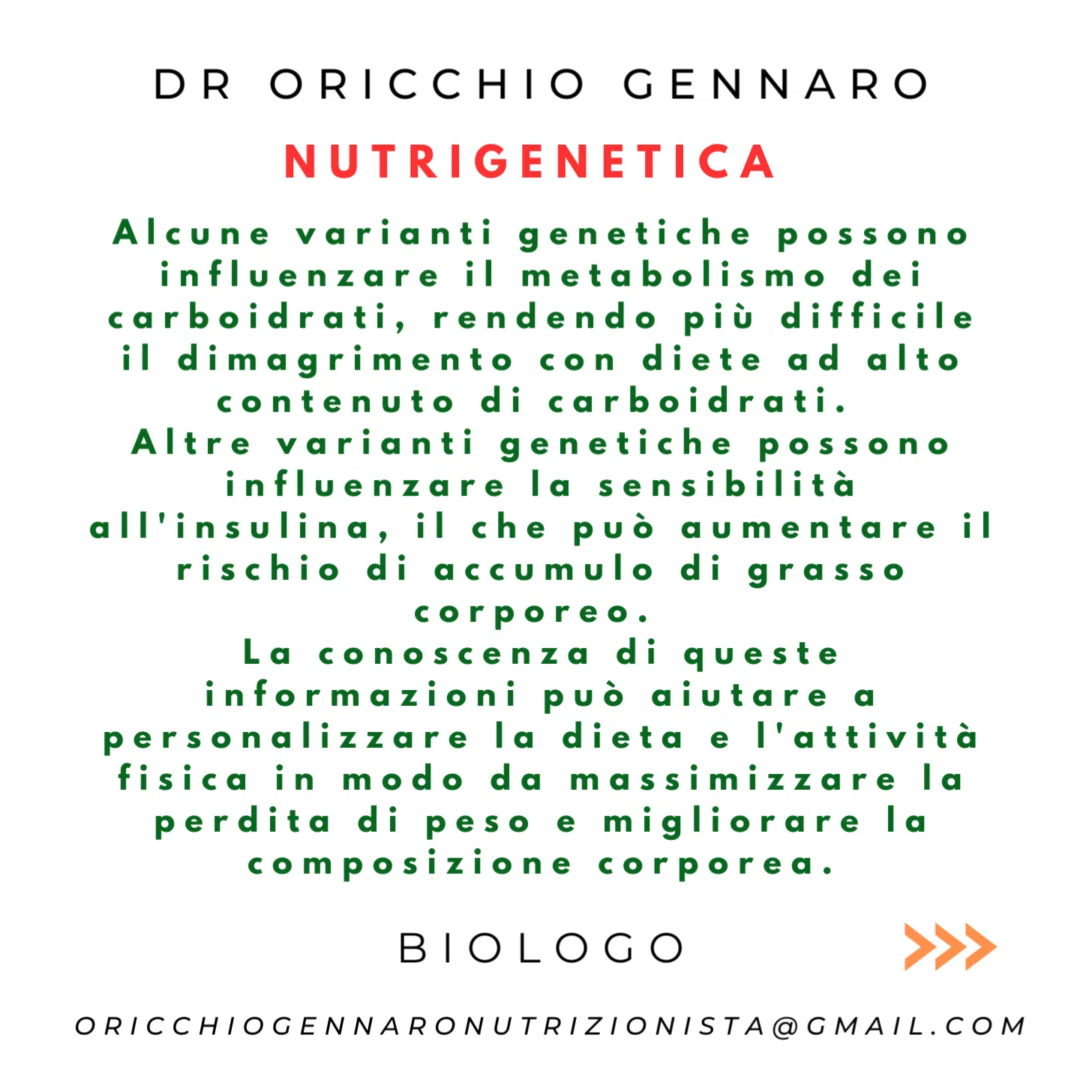 DR ORICCHIO GENNARO
NUTRIGENETICA
Alcune varianti genetiche possono
influenzare il metabolismo dei
carboidrati, rendendo più difficile
il dimagrimento con diete ad alto
contenuto di carboidrati.
Altre varianti genetiche possono
influenzare la sensibilità
all'insulina, il che può aumentare il
rischio di accumulo di grasso
corporeo.
La conoscenza di queste
informazioni può aiutare a
personalizzare la dieta e l'attività
fisica in modo da massimizzare la
perdita di peso e migliorare la
composizione corporea.
BIOLOGO
ORICCHIOGENNARONUTRIZIONISTA@GMAIL.COM